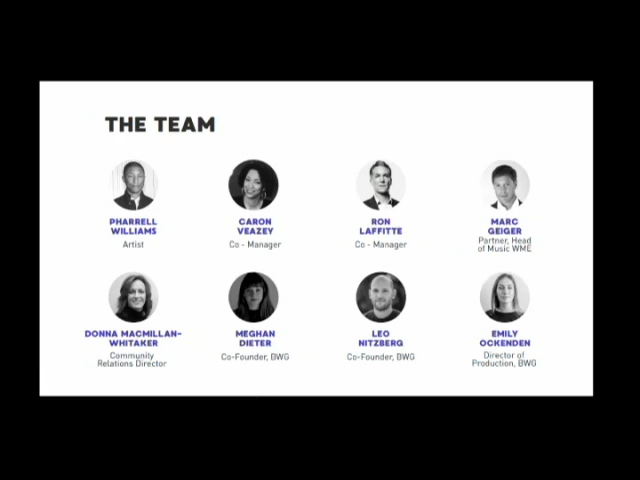 THE TEAM
PHARRELL
WILLIAMS
Artist
CARON
VEAZEY
Co - Manager
RON
LAFFITTE
Co - Manager
MARC
GEIGER
Partner, Head
of Music WME
DONNA MACMILLAN-
WHITAKER
Community
Relations Director
MEGHAN
DIETER
Co-Founder, BWG
LEO
NITZBERG
Co-Founder, BWG
EMILY
OCKENDEN
Director of
Production, BWG